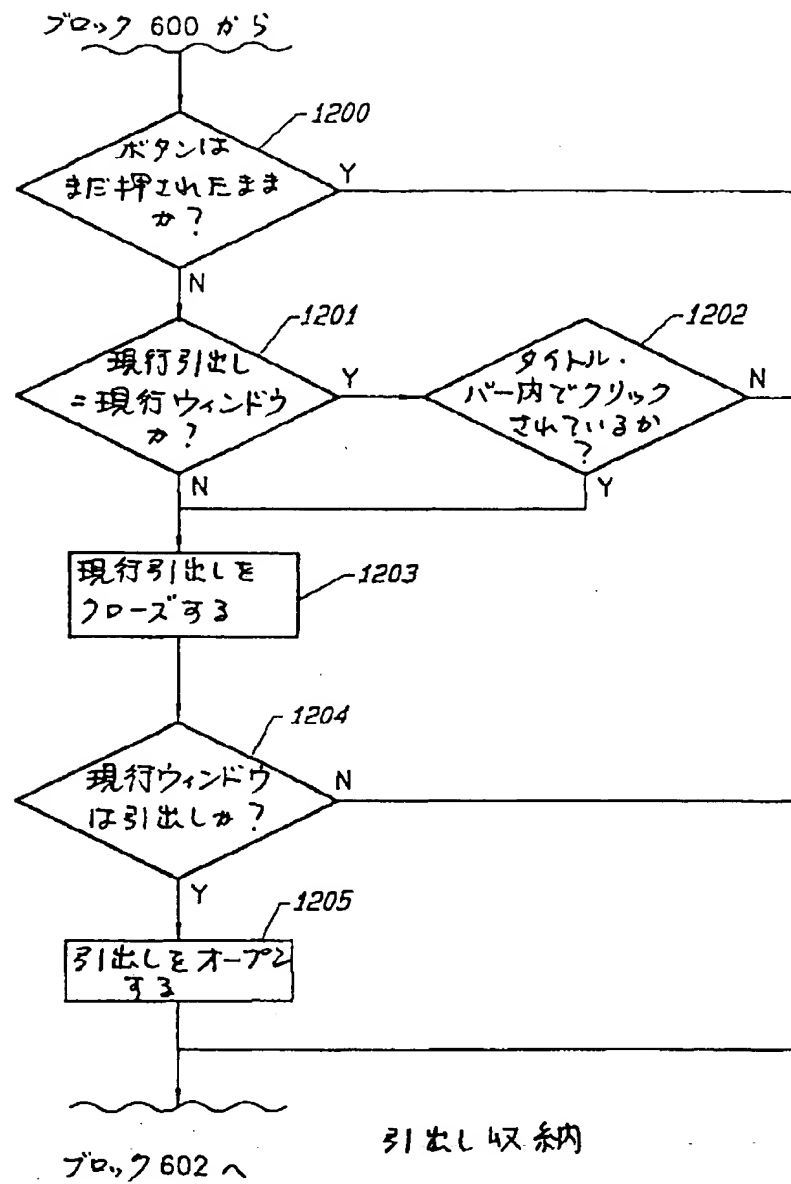 ブロック 600 から
1200
ボタンは
まだ押されたまま
か?
Y
N
1201
現行引出し
=現行ウィンドウ
か?
Y
N
1202
タイトル・
バー内でクリック
されているか
?
N
Y
現行引出しを
クローズする
1203
1204
現行ウィンドウ
は引出しか?
N
Y
1205
引出しをオープン
する
引出し収納
ブロック 602 へ